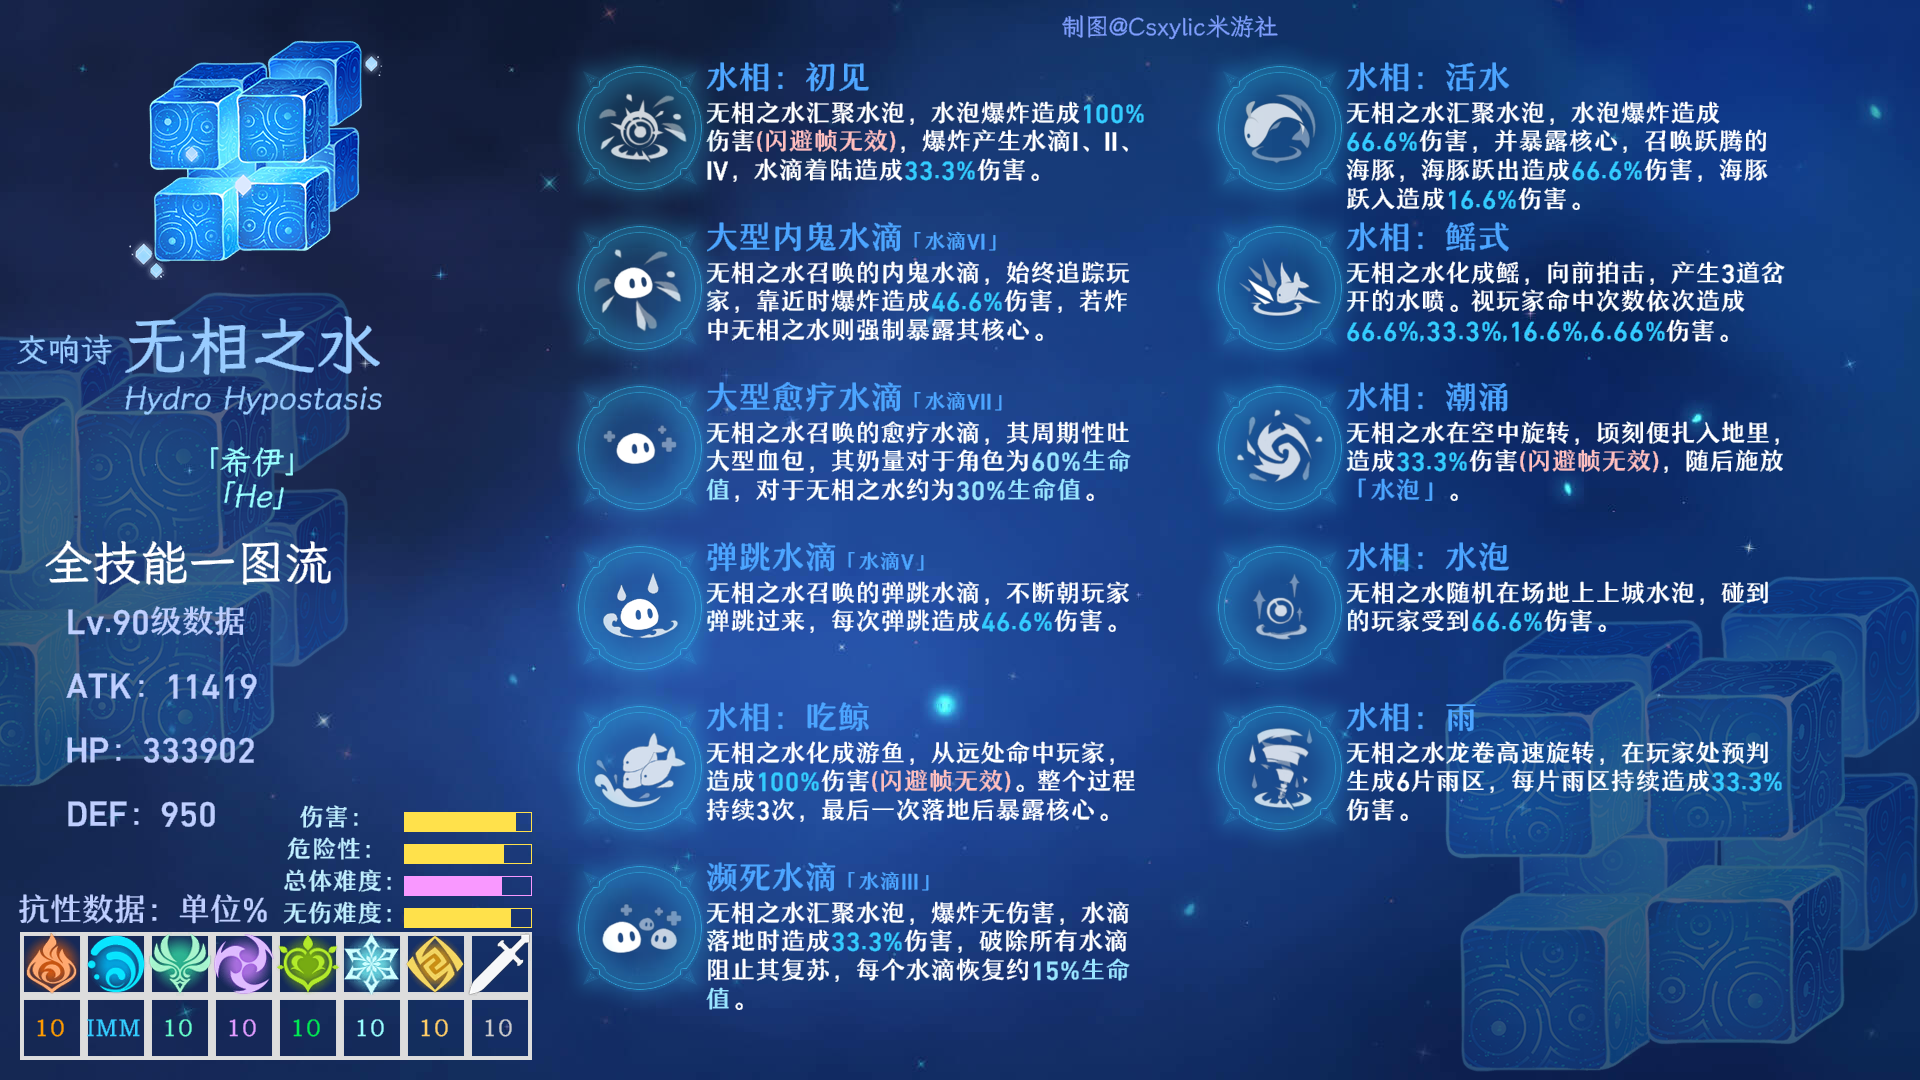 制图@Csxylic米游社
交响诗 无相之水
Hydro Hypostasis
「希伊」
「He」
全技能一图流
Lv.90级数据
ATK：11419
HP：333902
DEF：950
伤害：
危险性：
总体难度：
无伤难度：
抗性数据：单位%
10 IMM 10 10 10 10 10 10
水相：初见
无相之水汇聚水泡，水泡爆炸造成100%
伤害(闪避帧无效)，爆炸产生水滴I、II、
IV，水滴着陆造成33.3%伤害。
大型内鬼水滴「水滴VI」
无相之水召唤的内鬼水滴，始终追踪玩
家，靠近时爆炸造成46.6%伤害，若炸
中无相之水则强制暴露其核心。
大型愈疗水滴「水滴VII」
无相之水召唤的愈疗水滴，其周期性吐
大型血包，其奶量对于角色为60%生命
值，对于无相之水约为30%生命值。
弹跳水滴「水滴V」
无相之水召唤的弹跳水滴，不断朝玩家
弹跳过来，每次弹跳造成46.6%伤害。
水相：吃鲸
无相之水化成游鱼，从远处命中玩家，
造成100%伤害(闪避帧无效)。整个过程
持续3次，最后一次落地后暴露核心。
濒死水滴「水滴III」
无相之水汇聚水泡，爆炸无伤害，水滴
落地时造成33.3%伤害，破除所有水滴
阻止其复苏，每个水滴恢复约15%生命
值。
水相：活水
无相之水汇聚水泡，水泡爆炸造成
66.6%伤害，并暴露核心，召唤跃腾的
海豚，海豚跃出造成66.6%伤害，海豚
跃入造成16.6%伤害。
水相：鳐式
无相之水化成鳐，向前拍击，产生3道岔
开的水喷。视玩家命中次数依次造成
66.6%,33.3%,16.6%,6.66%伤害。
水相：潮涌
无相之水在空中旋转，顷刻便扎入地里，
造成33.3%伤害(闪避帧无效)，随后施放
「水泡」。
水相：水泡
无相之水随机在场地上上城水泡，碰到
的玩家受到66.6%伤害。
水相：雨
无相之水龙卷高速旋转，在玩家处预判
生成6片雨区，每片雨区持续造成33.3%
伤害。